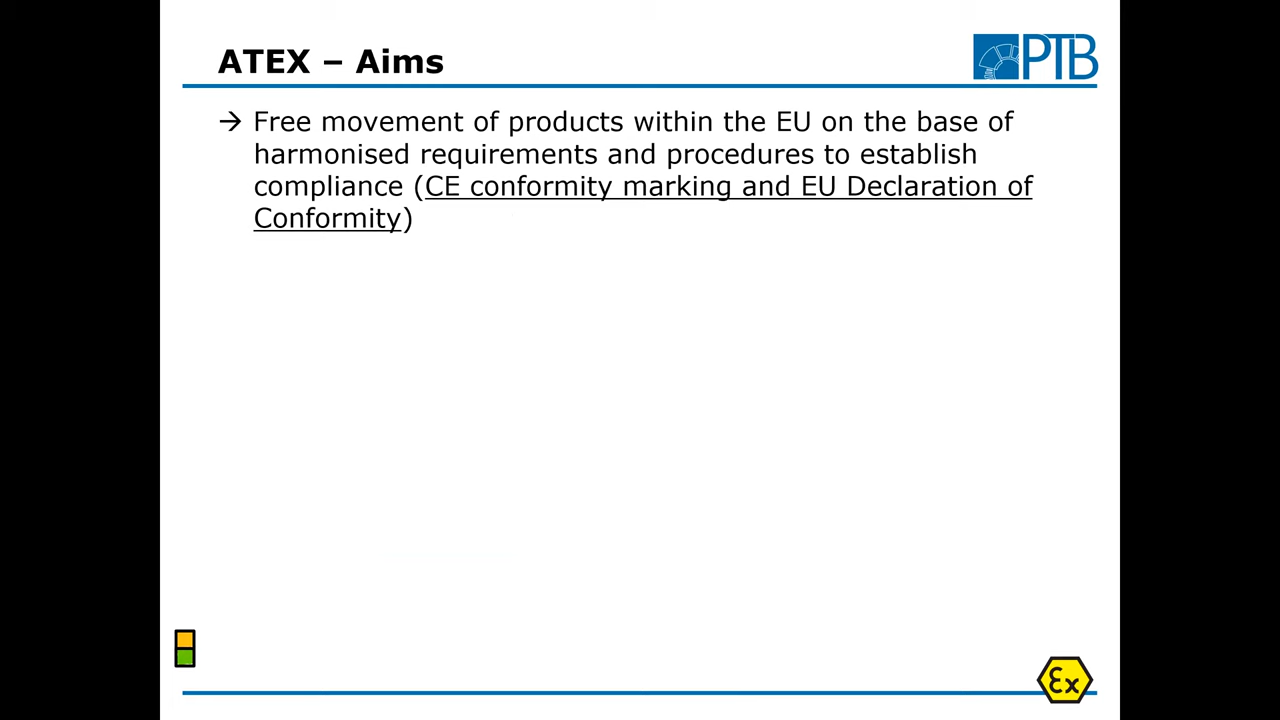 ATEX – Aims
PTB
→ Free movement of products within the EU on the base of
harmonised requirements and procedures to establish
compliance (CE conformity marking and EU Declaration of
Conformity)
Ex